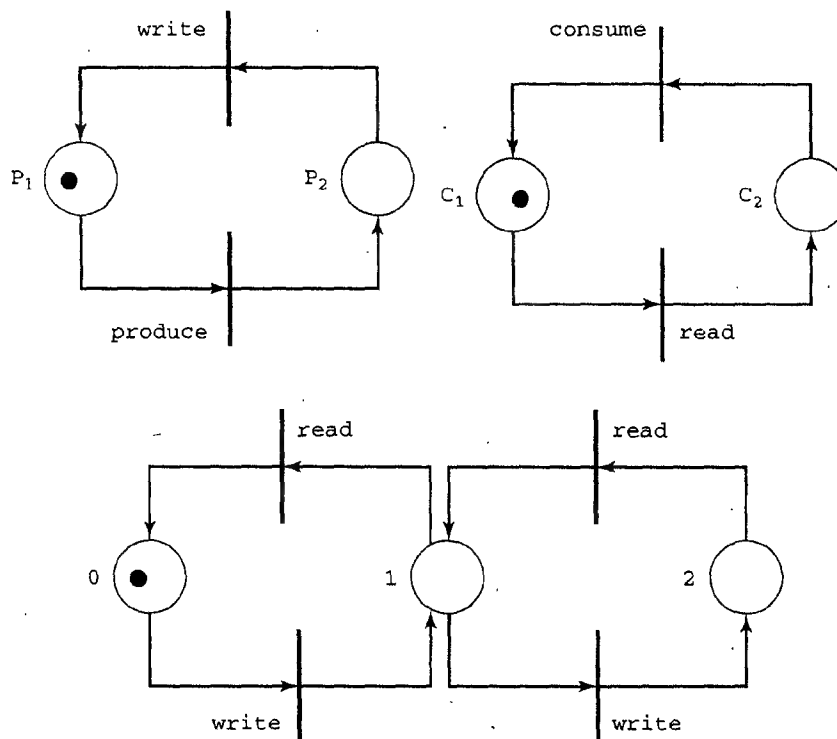 write
consume
P₁
P₂
C₁
C₂
produce
read
read
read
0
1
2
write
write